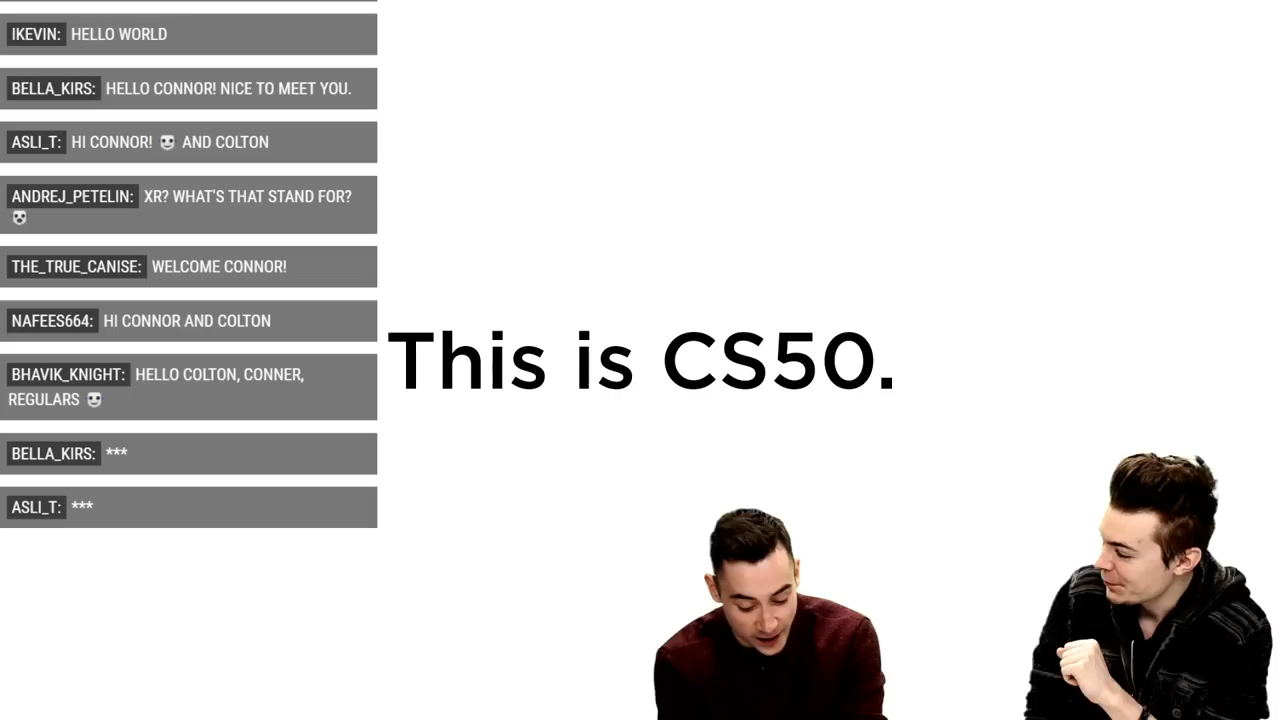 IKEVIN: HELLO WORLD
BELLA_KIRS: HELLO CONNOR! NICE TO MEET YOU.
ASLI_T: HI CONNOR! AND COLTON
ANDREJ_PETELIN: XR? WHAT'S THAT STAND FOR?
THE_TRUE_CANISE: WELCOME CONNOR!
NAFEES664: HI CONNOR AND COLTON
BHAVIK_KNIGHT: HELLO COLTON, CONNER,
REGULARS
BELLA_KIRS: ***
ASLI_T: ***
This is CS50.